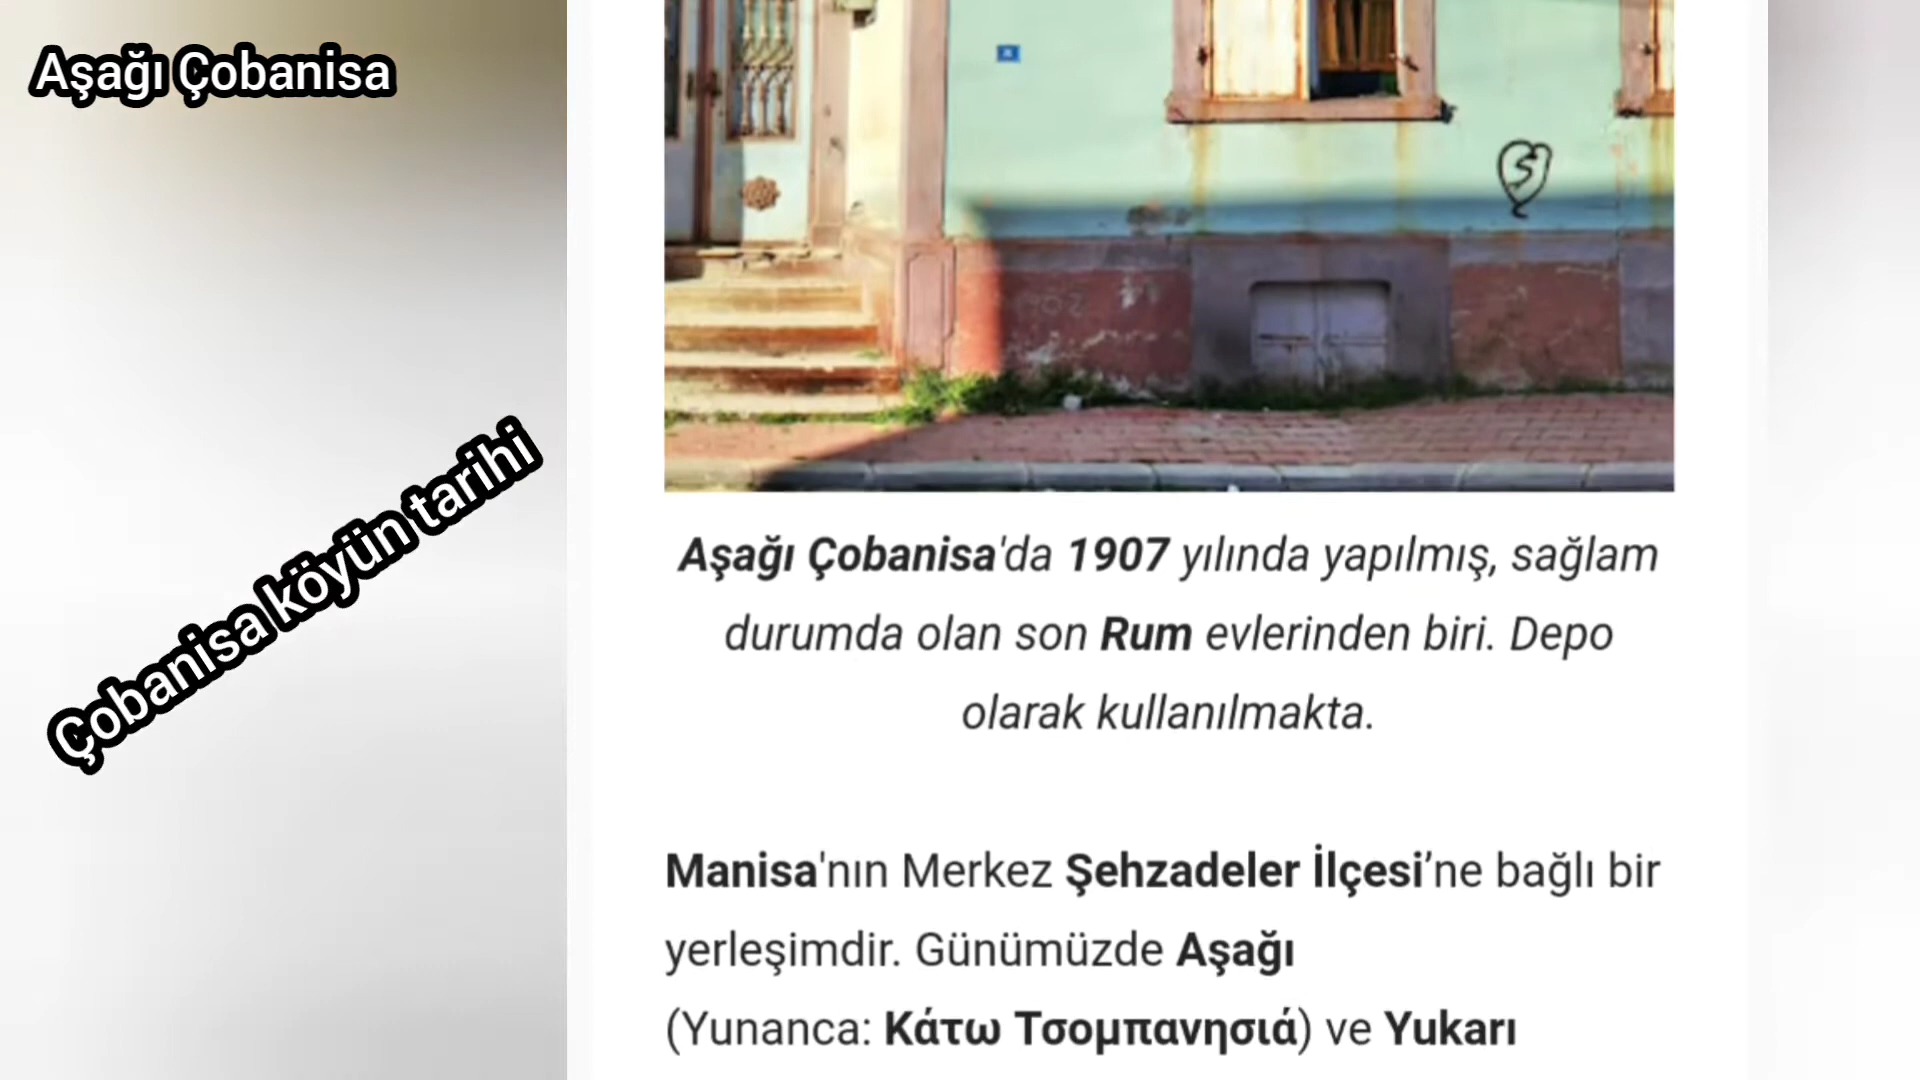 Aşağı Çobanisa
Çobanisa köyün tarihi
Aşağı Çobanisa'da 1907 yılında yapılmış, sağlam
durumda olan son Rum evlerinden biri. Depo
olarak kullanılmakta.
Manisa'nın Merkez Şehzadeler İlçesi’ne bağlı bir
yerleşimdir. Günümüzde Aşağı
(Yunanca: Κάτω Τσομπανησιά) ve Yukarı